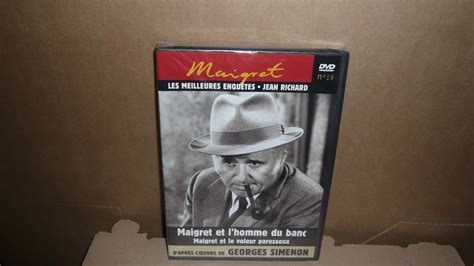 Maigret
DVD
n°19
LES MEILLEURES ENQUÊTES • JEAN RICHARD
Maigret et l'homme du banc
Maigret et le voleur paresseux
D'APRÈS L'ŒUVRE DE GEORGES SIMENON